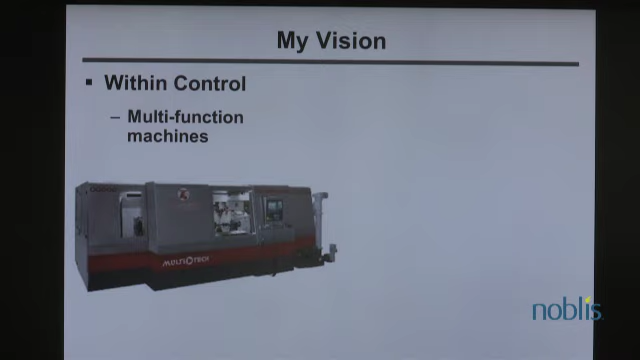 My Vision
▪ Within Control
– Multi-function
machines
MULTI TECH
noblis